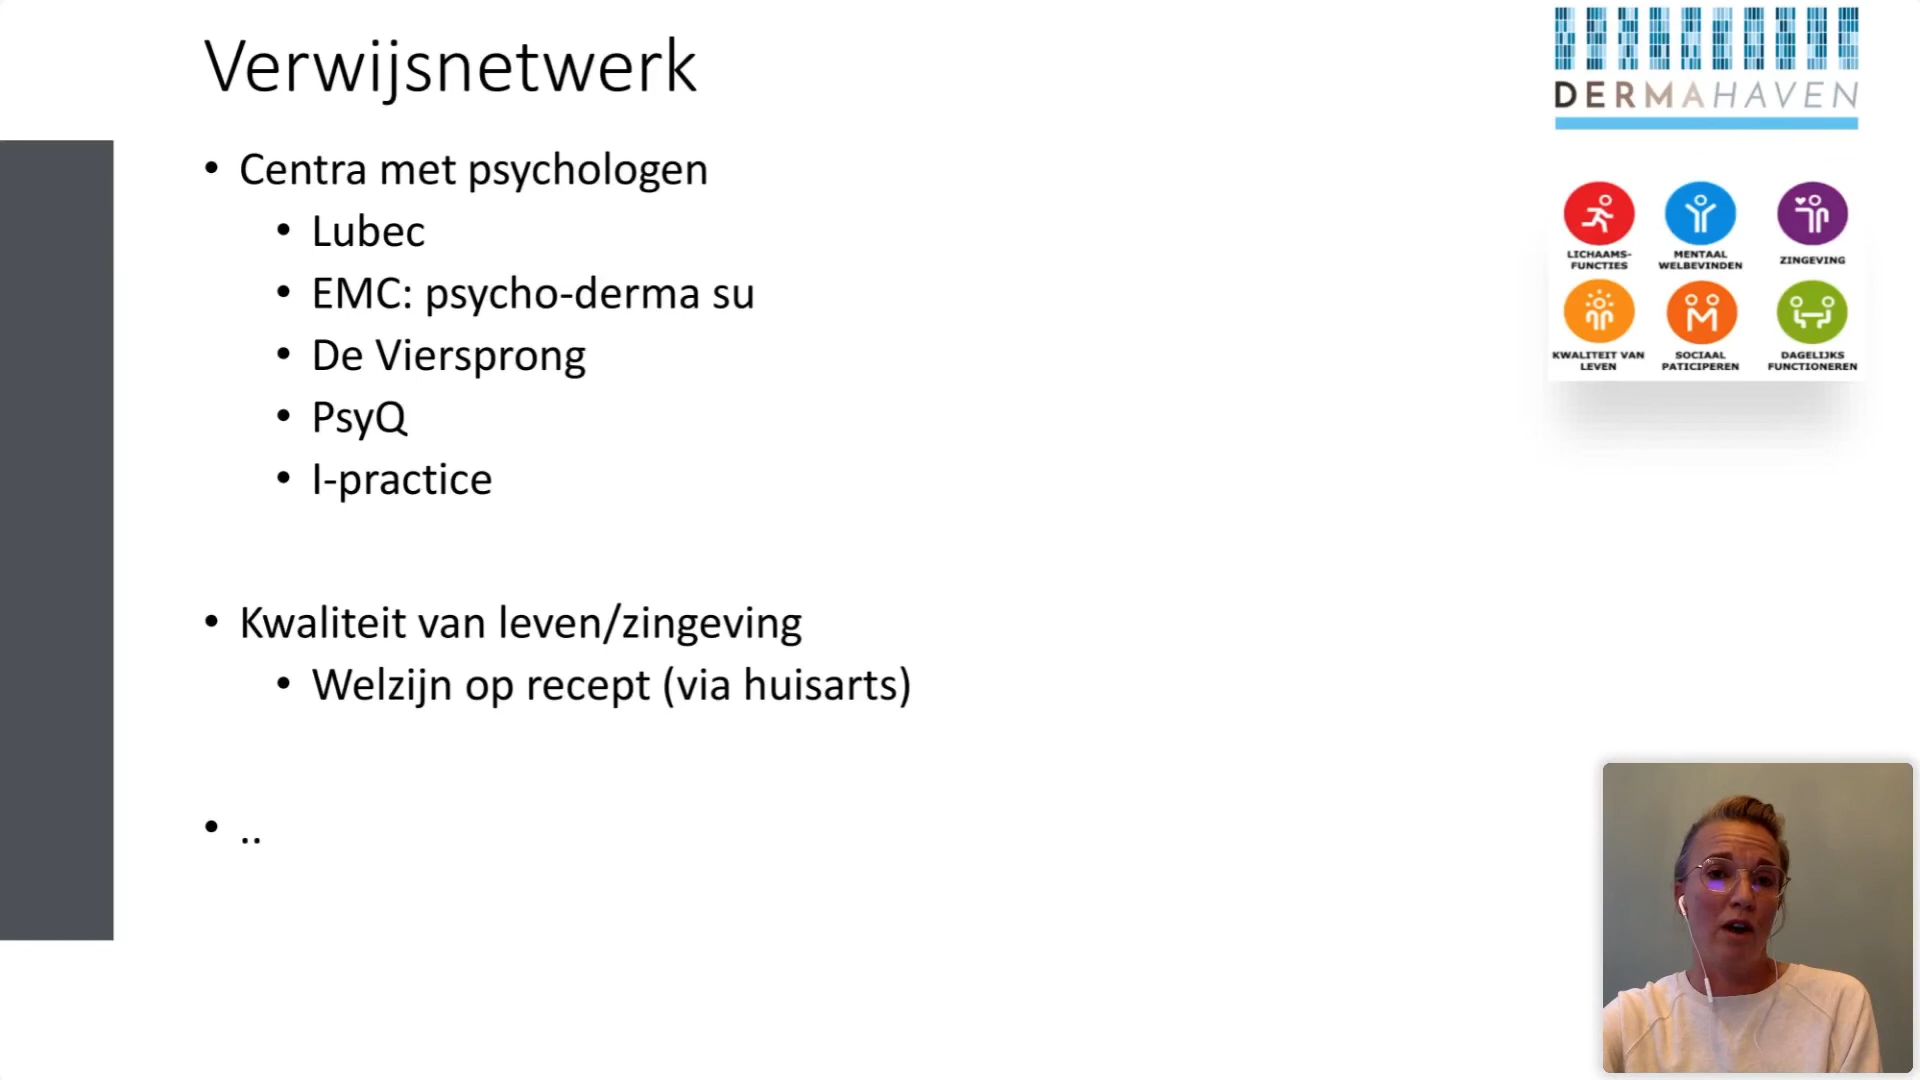 Verwijsnetwerk
DERMAHAVEN
• Centra met psychologen
• Lubec
• EMC: psycho-derma su
• De Viersprong
• PsyQ
• I-practice
• Kwaliteit van leven/zingeving
• Welzijn op recept (via huisarts)
• ..
LICHAAMS-
FUNCTIES
MENTAAL
WELBEVINDEN
ZINGEVING
KWALITEIT VAN
LEVEN
SOCIAAL
PATICIPEREN
DAGELIJKS
FUNCTIONEREN